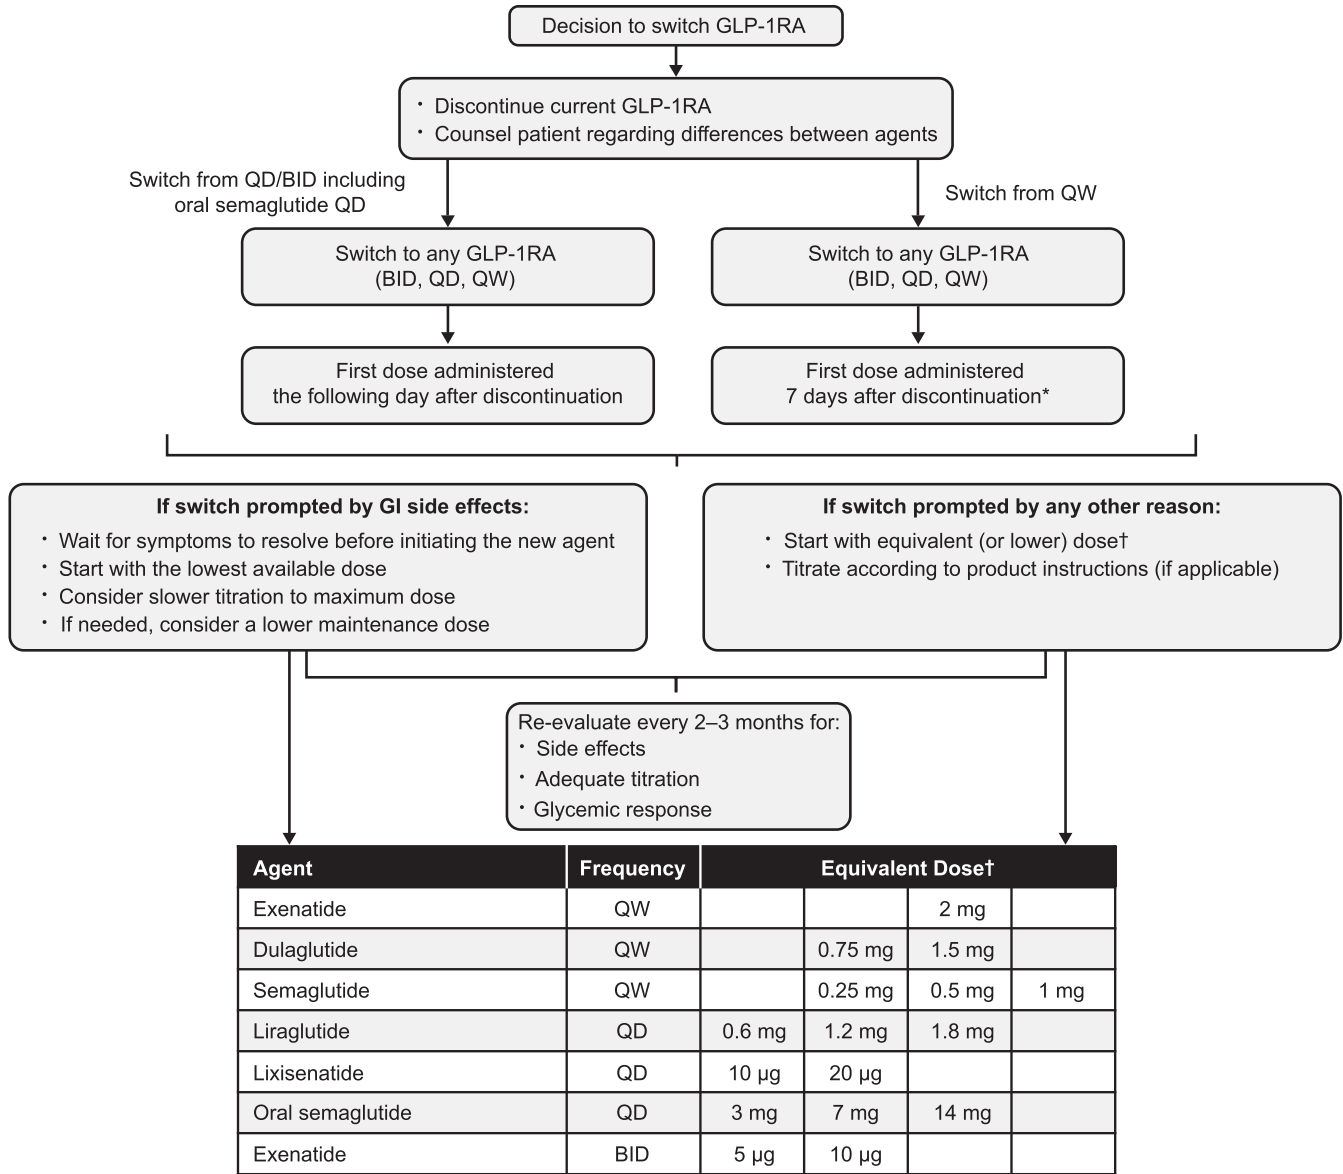 Decision to switch GLP-1RA
· Discontinue current GLP-1RA
· Counsel patient regarding differences between agents
Switch from QD/BID including
oral semaglutide QD
Switch from QW
Switch to any GLP-1RA
(BID, QD, QW)
Switch to any GLP-1RA
(BID, QD, QW)
First dose administered
the following day after discontinuation
First dose administered
7 days after discontinuation*
If switch prompted by GI side effects:
· Wait for symptoms to resolve before initiating the new agent
· Start with the lowest available dose
· Consider slower titration to maximum dose
· If needed, consider a lower maintenance dose
If switch prompted by any other reason:
· Start with equivalent (or lower) dose†
· Titrate according to product instructions (if applicable)
Re-evaluate every 2–3 months for:
· Side effects
· Adequate titration
· Glycemic response
Agent Frequency Equivalent Dose†
Exenatide QW 2 mg
Dulaglutide QW 0.75 mg 1.5 mg
Semaglutide QW 0.25 mg 0.5 mg 1 mg
Liraglutide QD 0.6 mg 1.2 mg 1.8 mg
Lixisenatide QD 10 µg 20 µg
Oral semaglutide QD 3 mg 7 mg 14 mg
Exenatide BID 5 µg 10 µg